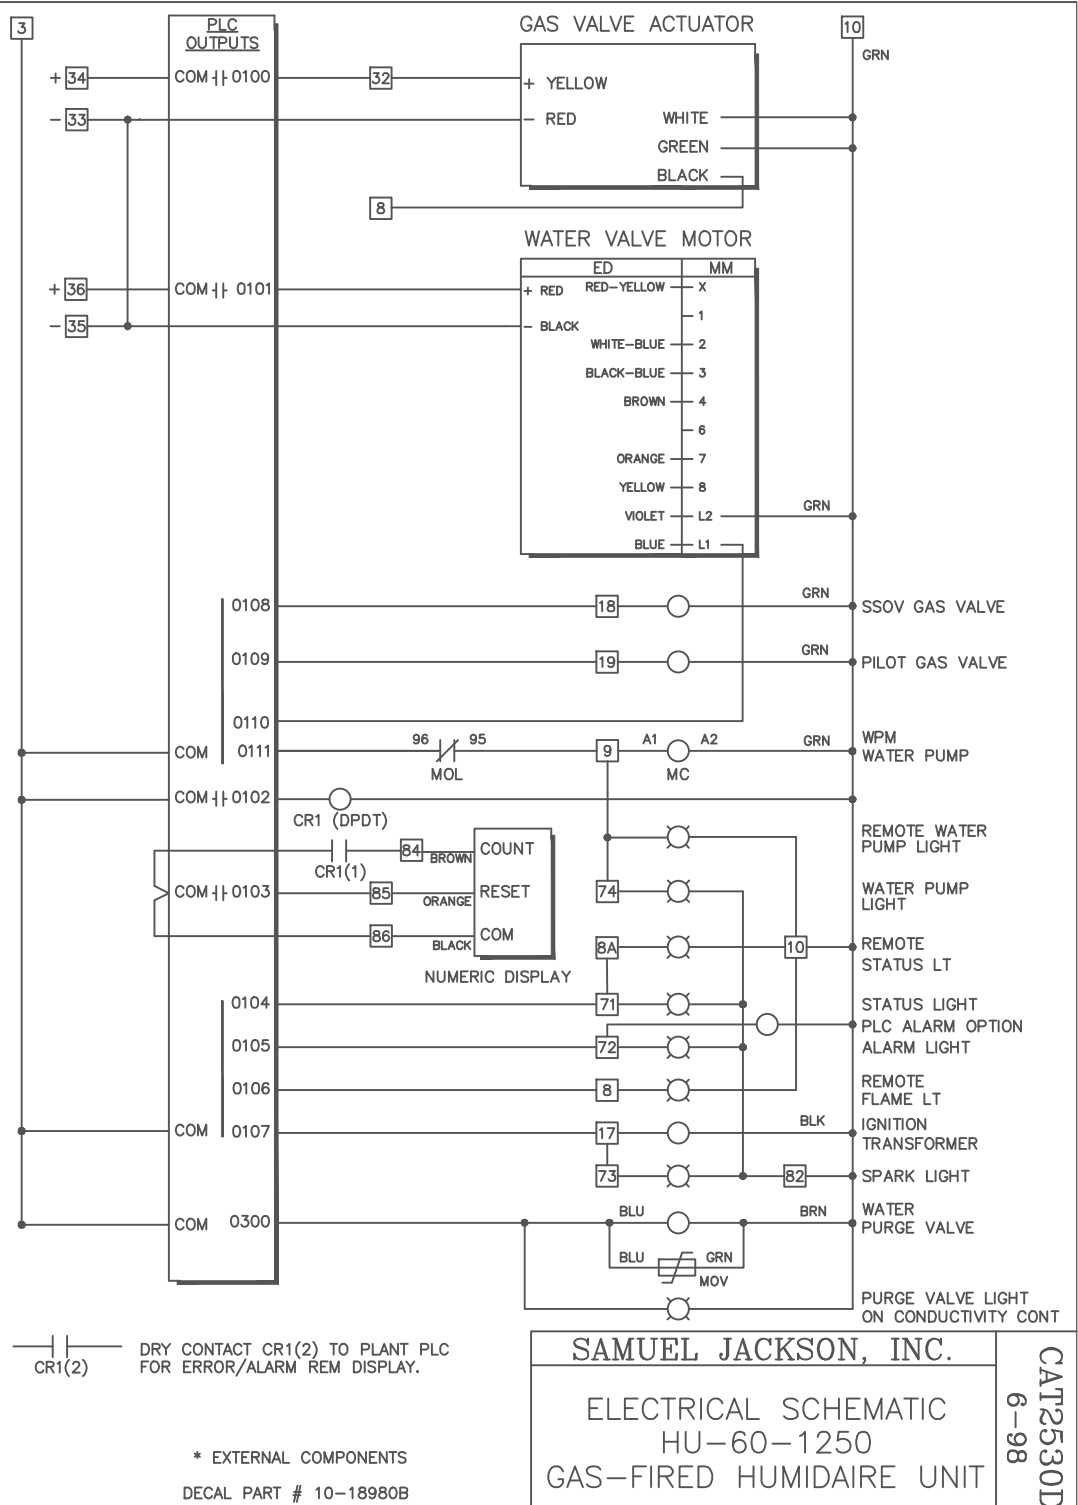 3
PLC
OUTPUTS
GAS VALVE ACTUATOR
10
GRN
+ 34
COM 0100
32
+ YELLOW
- 33
- RED
WHITE
GREEN
BLACK
8
WATER VALVE MOTOR
ED MM
+ 36
COM 0101
+ RED
RED-YELLOW X
1
- 35
- BLACK
WHITE-BLUE 2
BLACK-BLUE 3
BROWN 4
6
ORANGE 7
YELLOW 8
VIOLET L2
GRN
BLUE L1
0108
18
GRN
SSOV GAS VALVE
0109
19
GRN
PILOT GAS VALVE
0110
COM 0111
96 95
MOL
9
A1 A2
MC
GRN
WPM
WATER PUMP
COM 0102
CR1 (DPDT)
REMOTE WATER
PUMP LIGHT
CR1(1)
84
BROWN
COUNT
COM 0103
85
ORANGE
RESET
74
WATER PUMP
LIGHT
86
BLACK
COM
NUMERIC DISPLAY
8A
10
REMOTE
STATUS LT
0104
71
STATUS LIGHT
PLC ALARM OPTION
0105
72
ALARM LIGHT
0106
8
REMOTE
FLAME LT
COM 0107
17
BLK
IGNITION
TRANSFORMER
73
82
SPARK LIGHT
COM 0300
BLU
BRN
WATER
PURGE VALVE
BLU
GRN
MOV
PURGE VALVE LIGHT
ON CONDUCTIVITY CONT
CR1(2)
DRY CONTACT CR1(2) TO PLANT PLC
FOR ERROR/ALARM REM DISPLAY.
* EXTERNAL COMPONENTS
DECAL PART # 10-18980B
SAMUEL JACKSON, INC.
ELECTRICAL SCHEMATIC
HU-60-1250
GAS-FIRED HUMIDAIRE UNIT
CAT2530D
6-98